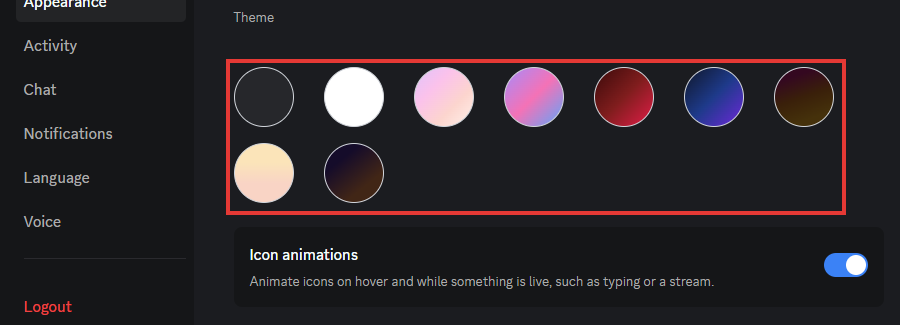 Appearance
Theme
Activity
Chat
Notifications
Language
Voice
Icon animations
Animate icons on hover and while something is live, such as typing or a stream.
Logout